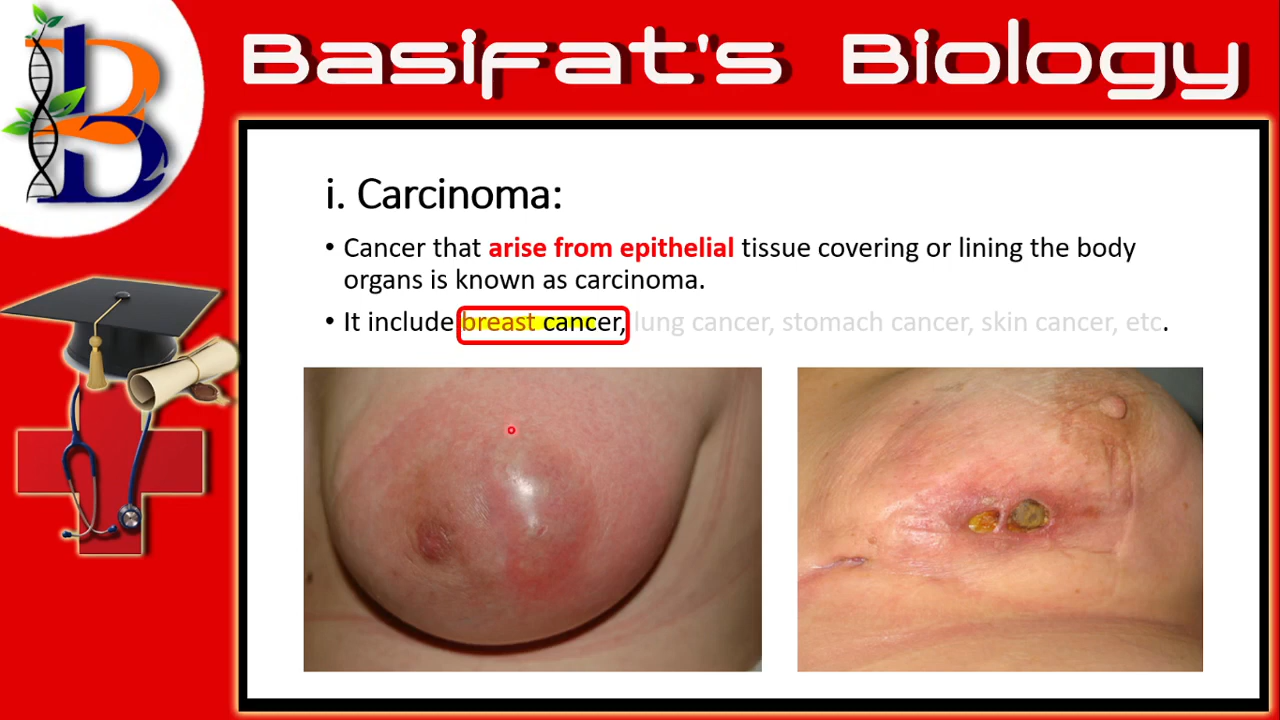 Basifat's Biology
i. Carcinoma:
• Cancer that arise from epithelial tissue covering or lining the body
organs is known as carcinoma.
• It include breast cancer, lung cancer, stomach cancer, skin cancer, etc.